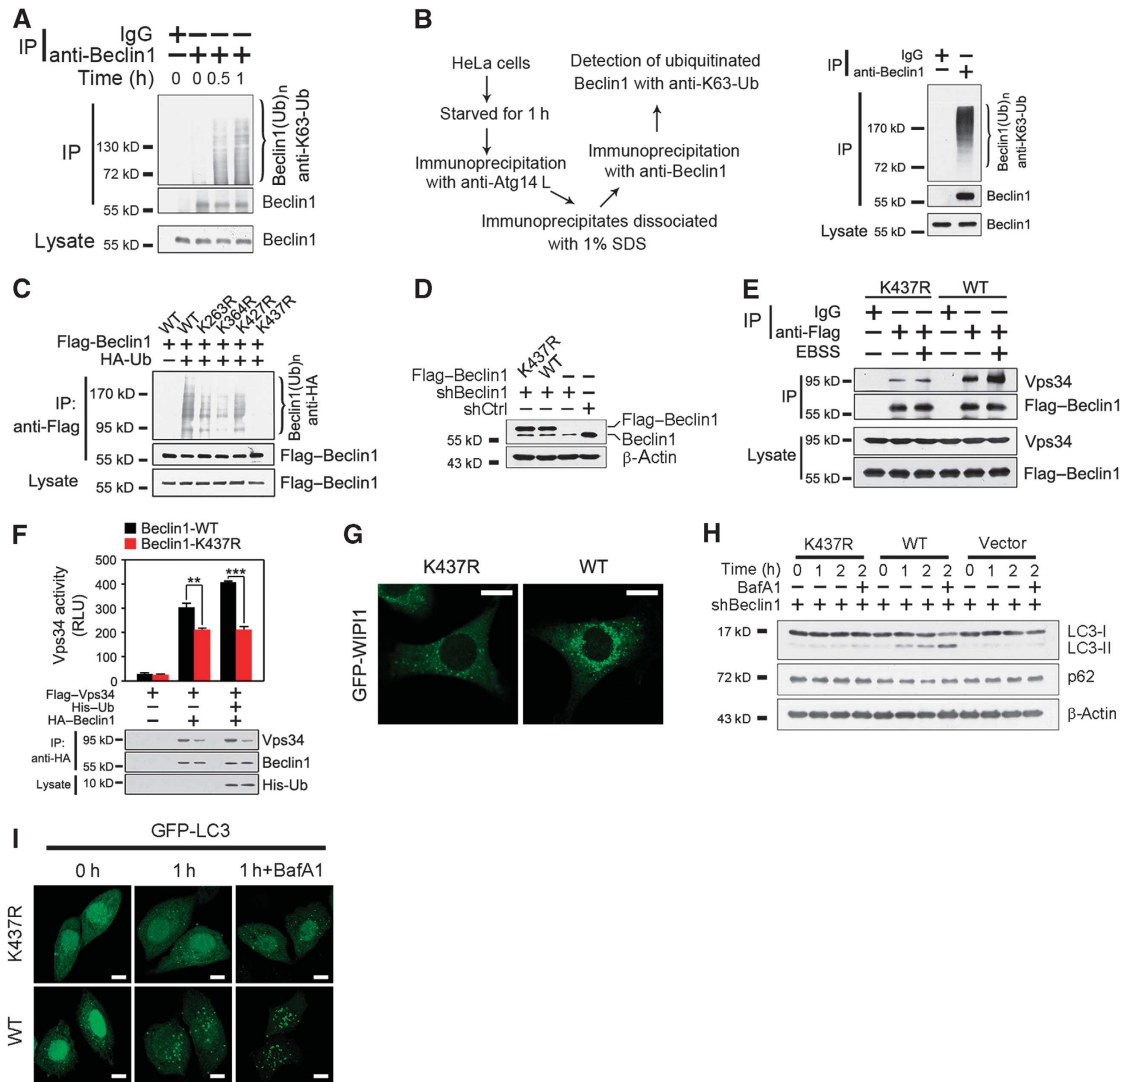 A
IP
IgG + – – –
anti-Beclin1 – + + +
Time (h) 0 0 0.5 1
IP
130 kD
72 kD
55 kD
Beclin1(Ub)n
anti-K63-Ub
Beclin1
Lysate 55 kD Beclin1
B
HeLa cells
Starved for 1 h
Immunoprecipitation
with anti-Atg14 L
Immunoprecipitates dissociated
with 1% SDS
Immunoprecipitation
with anti-Beclin1
Detection of ubiquitinated
Beclin1 with anti-K63-Ub
IP
IgG + –
anti-Beclin1 – +
IP
170 kD
72 kD
55 kD
Beclin1(Ub)n
anti-K63-Ub
Beclin1
Lysate 55 kD Beclin1
C
WT WT K263R K364R K427R K437R
Flag–Beclin1 + + + + + +
HA-Ub – + + + + +
IP:
anti-Flag
170 kD
95 kD
55 kD
Beclin1(Ub)n
anti-HA
Flag–Beclin1
Lysate 55 kD Flag–Beclin1
D
K437R WT
Flag–Beclin1 – –
shBeclin1 + + + –
shCtrl – – – +
55 kD
Flag–Beclin1
Beclin1
43 kD β-Actin
E
K437R WT
IP
IgG + – – + – –
anti-Flag – + + – + +
EBSS – – + – – +
IP
95 kD Vps34
55 kD Flag–Beclin1
Lysate
95 kD Vps34
55 kD Flag–Beclin1
F
Beclin1-WT
Beclin1-K437R
Vps34 activity
(RLU)
500
400
300
200
100
0
** ***
Flag–Vps34 + + +
His–Ub – – +
HA–Beclin1 – + +
IP:
anti-HA
95 kD Vps34
55 kD Beclin1
Lysate 10 kD His-Ub
G
K437R WT
GFP-WIPI1
H
K437R WT Vector
Time (h) 0 1 2 2 0 1 2 2 0 1 2 2
BafA1 + + +
shBeclin1 + + + + + + + + + + + +
17 kD
LC3-I
LC3-II
72 kD p62
43 kD β-Actin
I
GFP-LC3
0 h 1 h 1 h+BafA1
K437R
WT